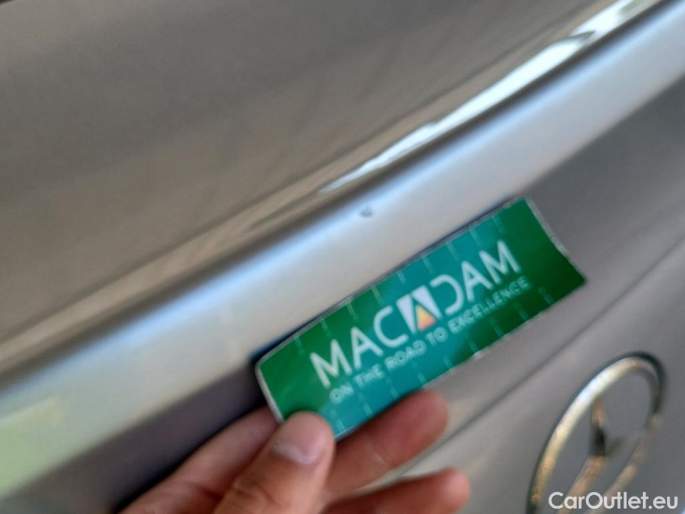 MACADAM
ON THE ROAD TO EXCELLENCE
CarOutlet.eu